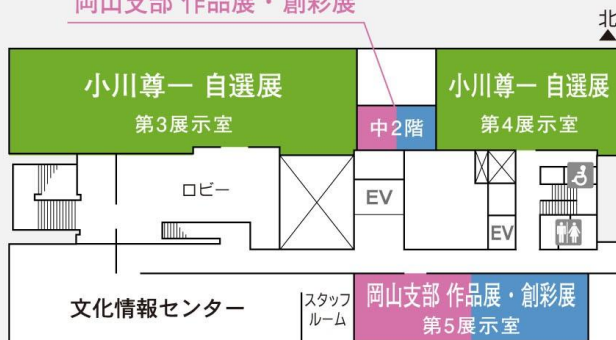 岡山支部 作品展・創彩展
北
小川尊一 自選展
第3展示室
中2階
小川尊一 自選展
第4展示室
ロビー
EV
EV
文化情報センター
スタッフ
ルーム
岡山支部 作品展・創彩展
第5展示室